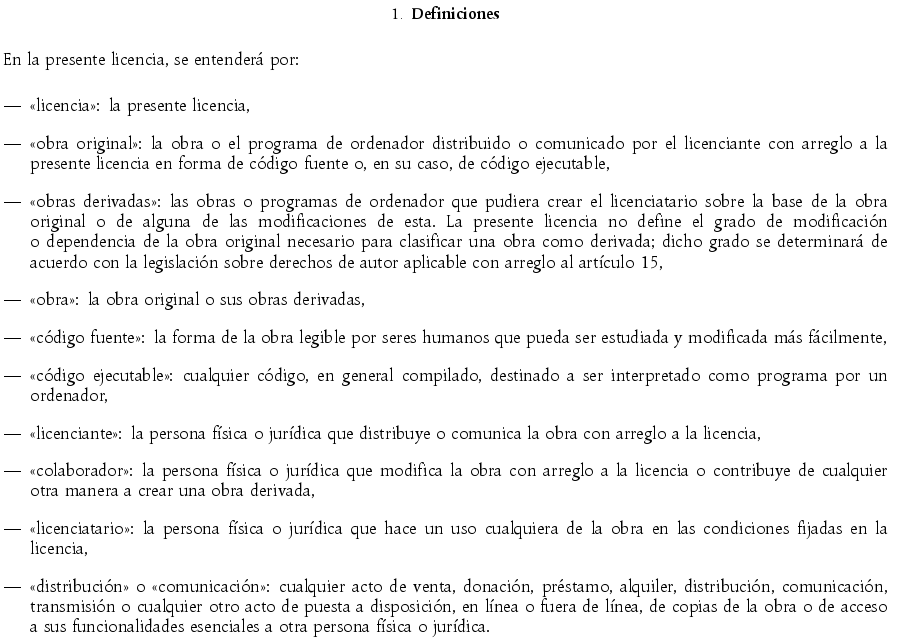 1. Definiciones
En la presente licencia, se entenderá por:
— «licencia»: la presente licencia,
— «obra original»: la obra o el programa de ordenador distribuido o comunicado por el licenciante con arreglo a la
presente licencia en forma de código fuente o, en su caso, de código ejecutable,
— «obras derivadas»: las obras o programas de ordenador que pudiera crear el licenciatario sobre la base de la obra
original o de alguna de las modificaciones de esta. La presente licencia no define el grado de modificación
o dependencia de la obra original necesario para clasificar una obra como derivada; dicho grado se determinará de
acuerdo con la legislación sobre derechos de autor aplicable con arreglo al artículo 15,
— «obra»: la obra original o sus obras derivadas,
— «código fuente»: la forma de la obra legible por seres humanos que pueda ser estudiada y modificada más fácilmente,
— «código ejecutable»: cualquier código, en general compilado, destinado a ser interpretado como programa por un
ordenador,
— «licenciante»: la persona física o jurídica que distribuye o comunica la obra con arreglo a la licencia,
— «colaborador»: la persona física o jurídica que modifica la obra con arreglo a la licencia o contribuye de cualquier
otra manera a crear una obra derivada,
— «licenciatario»: la persona física o jurídica que hace un uso cualquiera de la obra en las condiciones fijadas en la
licencia,
— «distribución» o «comunicación»: cualquier acto de venta, donación, préstamo, alquiler, distribución, comunicación,
transmisión o cualquier otro acto de puesta a disposición, en línea o fuera de línea, de copias de la obra o de acceso
a sus funcionalidades esenciales a otra persona física o jurídica.